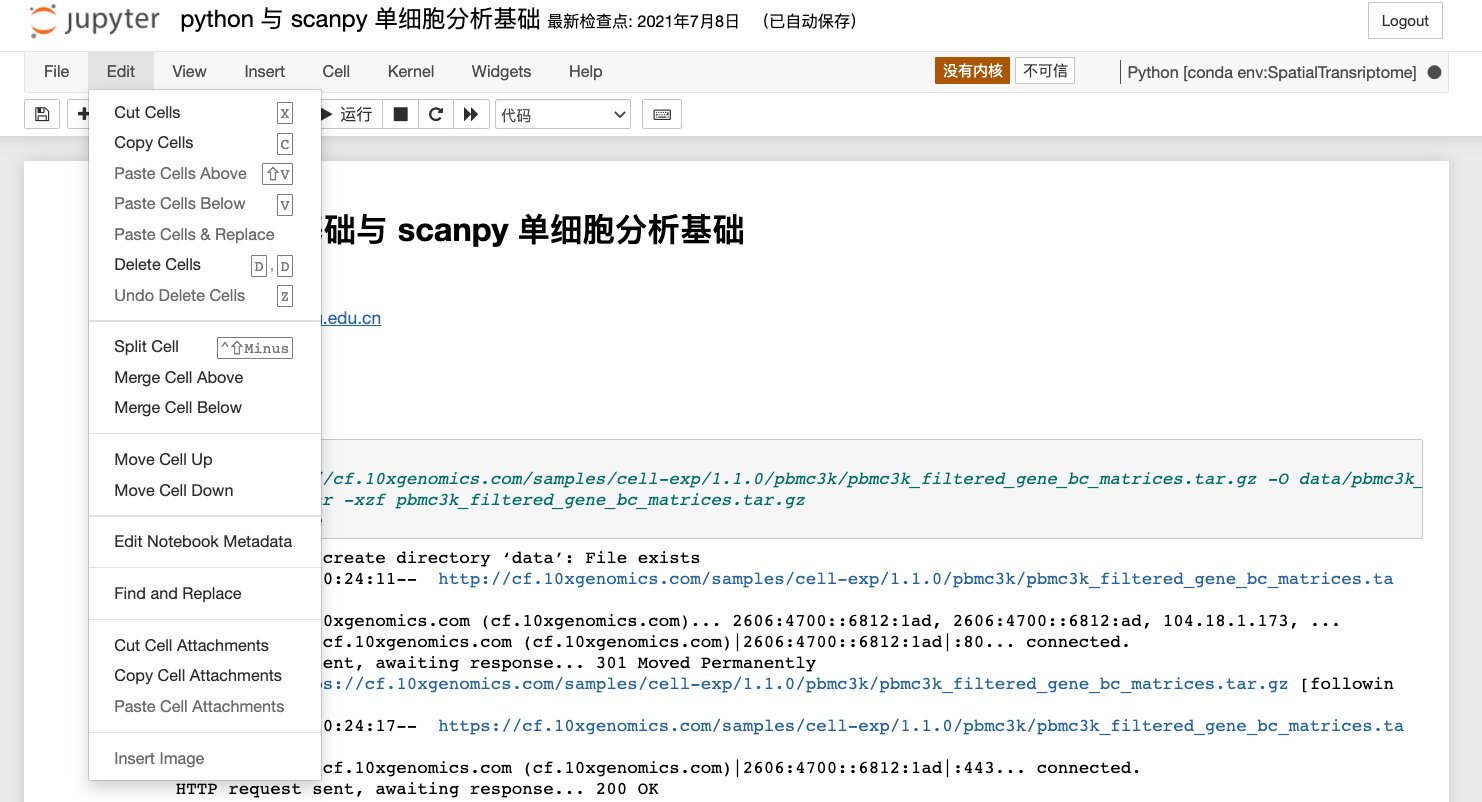 jupyter python 与 scanpy 单细胞分析基础 最新检查点: 2021年7月8日 (已自动保存) Logout
File Edit View Insert Cell Kernel Widgets Help 没有内核 不可信 Python [conda env:SpatialTransriptome]
运行 代码
Cut Cells X
Copy Cells C
Paste Cells Above ⇧V
Paste Cells Below V
Paste Cells & Replace
Delete Cells D,D
Undo Delete Cells Z
Split Cell ^⇧Minus
Merge Cell Above
Merge Cell Below
Move Cell Up
Move Cell Down
Edit Notebook Metadata
Find and Replace
Cut Cell Attachments
Copy Cell Attachments
Paste Cell Attachments
Insert Image
础与 scanpy 单细胞分析基础
.edu.cn
/cf.10xgenomics.com/samples/cell-exp/1.1.0/pbmc3k/pbmc3k_filtered_gene_bc_matrices.tar.gz -O data/pbmc3k_
r -xzf pbmc3k_filtered_gene_bc_matrices.tar.gz
create directory ‘data’: File exists
0:24:11-- http://cf.10xgenomics.com/samples/cell-exp/1.1.0/pbmc3k/pbmc3k_filtered_gene_bc_matrices.ta
0xgenomics.com (cf.10xgenomics.com)... 2606:4700::6812:1ad, 2606:4700::6812:ad, 104.18.1.173, ...
cf.10xgenomics.com (cf.10xgenomics.com)|2606:4700::6812:1ad|:80... connected.
ent, awaiting response... 301 Moved Permanently
s://cf.10xgenomics.com/samples/cell-exp/1.1.0/pbmc3k/pbmc3k_filtered_gene_bc_matrices.tar.gz [followin
0:24:17-- https://cf.10xgenomics.com/samples/cell-exp/1.1.0/pbmc3k/pbmc3k_filtered_gene_bc_matrices.ta
cf.10xgenomics.com (cf.10xgenomics.com)|2606:4700::6812:1ad|:443... connected.
HTTP request sent, awaiting response... 200 OK